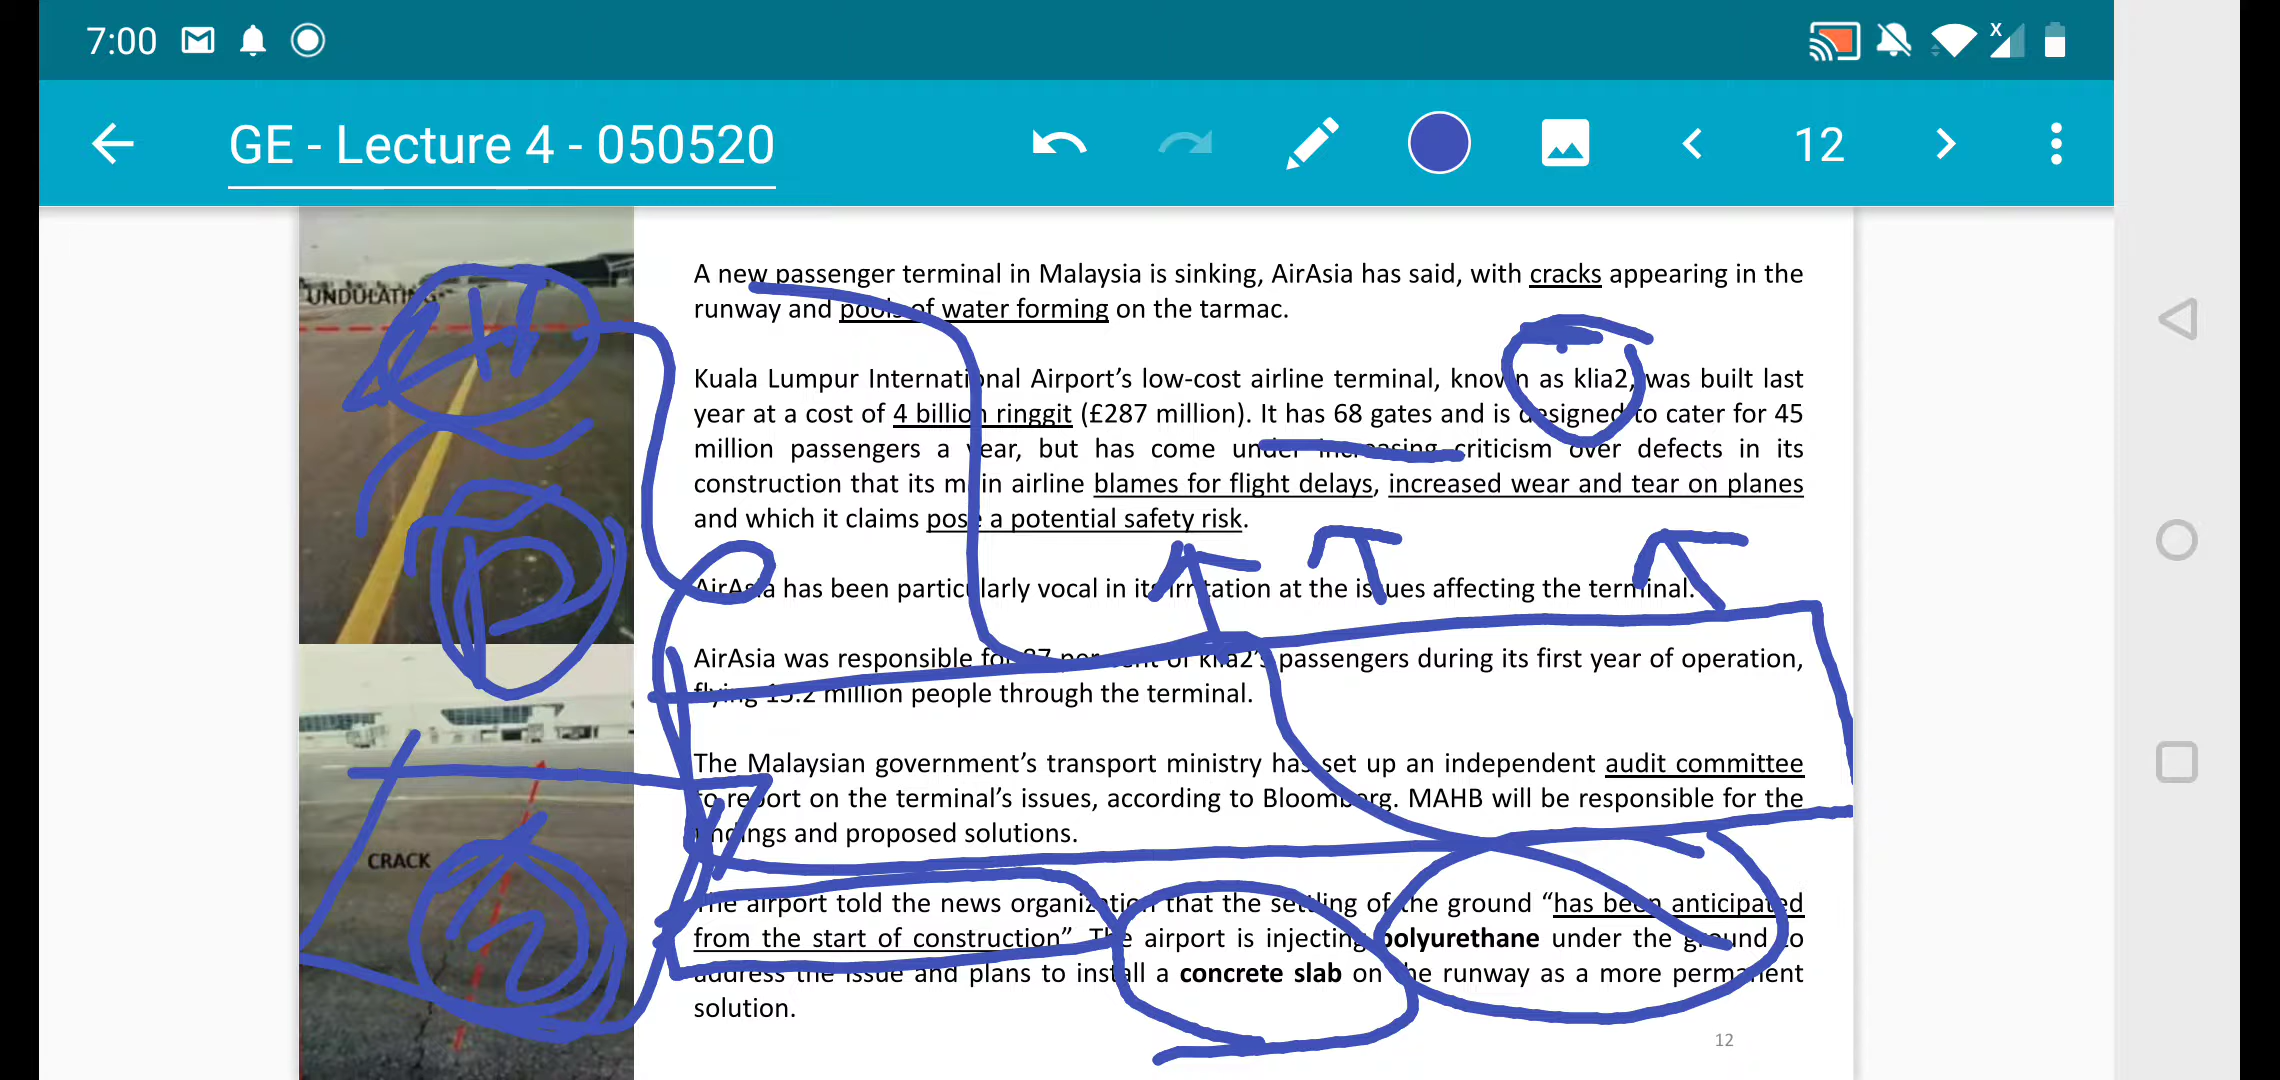 7:00
GE - Lecture 4 - 050520
12
UNDULATING
A new passenger terminal in Malaysia is sinking, AirAsia has said, with cracks appearing in the
runway and pools of water forming on the tarmac.
Kuala Lumpur International Airport’s low-cost airline terminal, known as klia2, was built last
year at a cost of 4 billion ringgit (£287 million). It has 68 gates and is designed to cater for 45
million passengers a year, but has come under increasing criticism over defects in its
construction that its main airline blames for flight delays, increased wear and tear on planes
and which it claims pose a potential safety risk.
AirAsia has been particularly vocal in its irritation at the issues affecting the terminal.
AirAsia was responsible for per cent of klia2’s passengers during its first year of operation,
flying 15.2 million people through the terminal.
The Malaysian government’s transport ministry has set up an independent audit committee
to report on the terminal’s issues, according to Bloomberg. MAHB will be responsible for the
findings and proposed solutions.
CRACK
The airport told the news organization that the settling of the ground “has been anticipated
from the start of construction” The airport is injecting polyurethane under the ground to
address the issue and plans to install a concrete slab on the runway as a more permanent
solution.
12